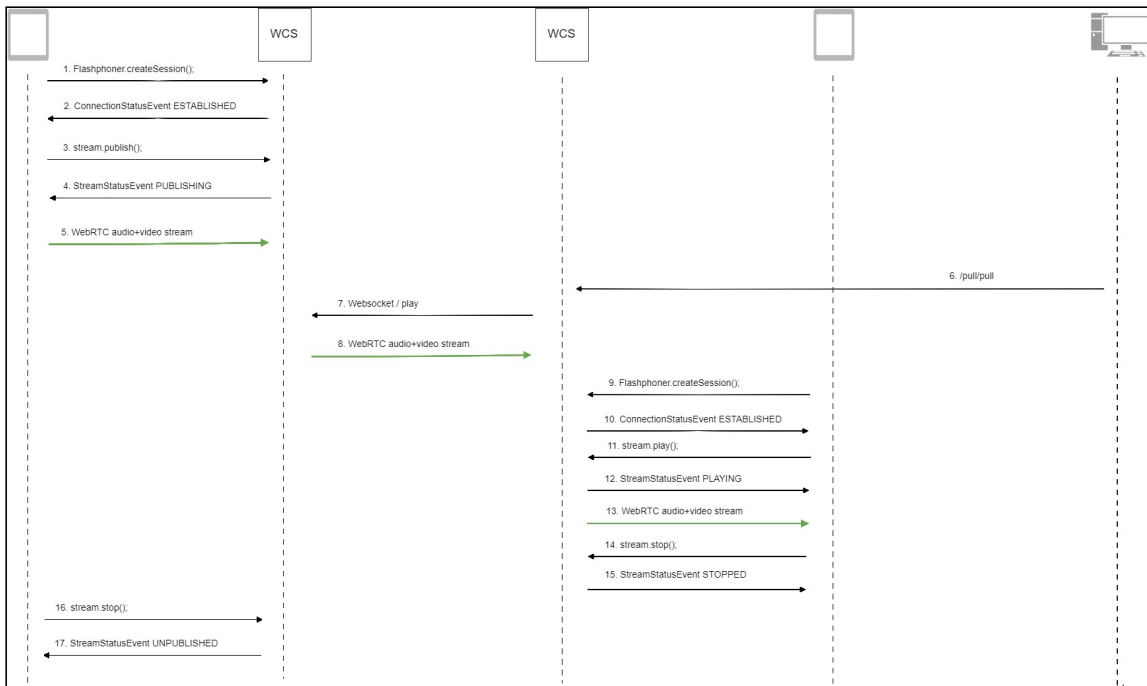 WCS
WCS
1. Flashphoner.createSession();
2. ConnectionStatusEvent ESTABLISHED
3. stream.publish();
4. StreamStatusEvent PUBLISHING
5. WebRTC audio+video stream
6. /pull/pull
7. Websocket / play
8. WebRTC audio+video stream
9. Flashphoner.createSession();
10. ConnectionStatusEvent ESTABLISHED
11. stream.play();
12. StreamStatusEvent PLAYING
13. WebRTC audio+video stream
14. stream.stop();
15. StreamStatusEvent STOPPED
16. stream.stop();
17. StreamStatusEvent UNPUBLISHED